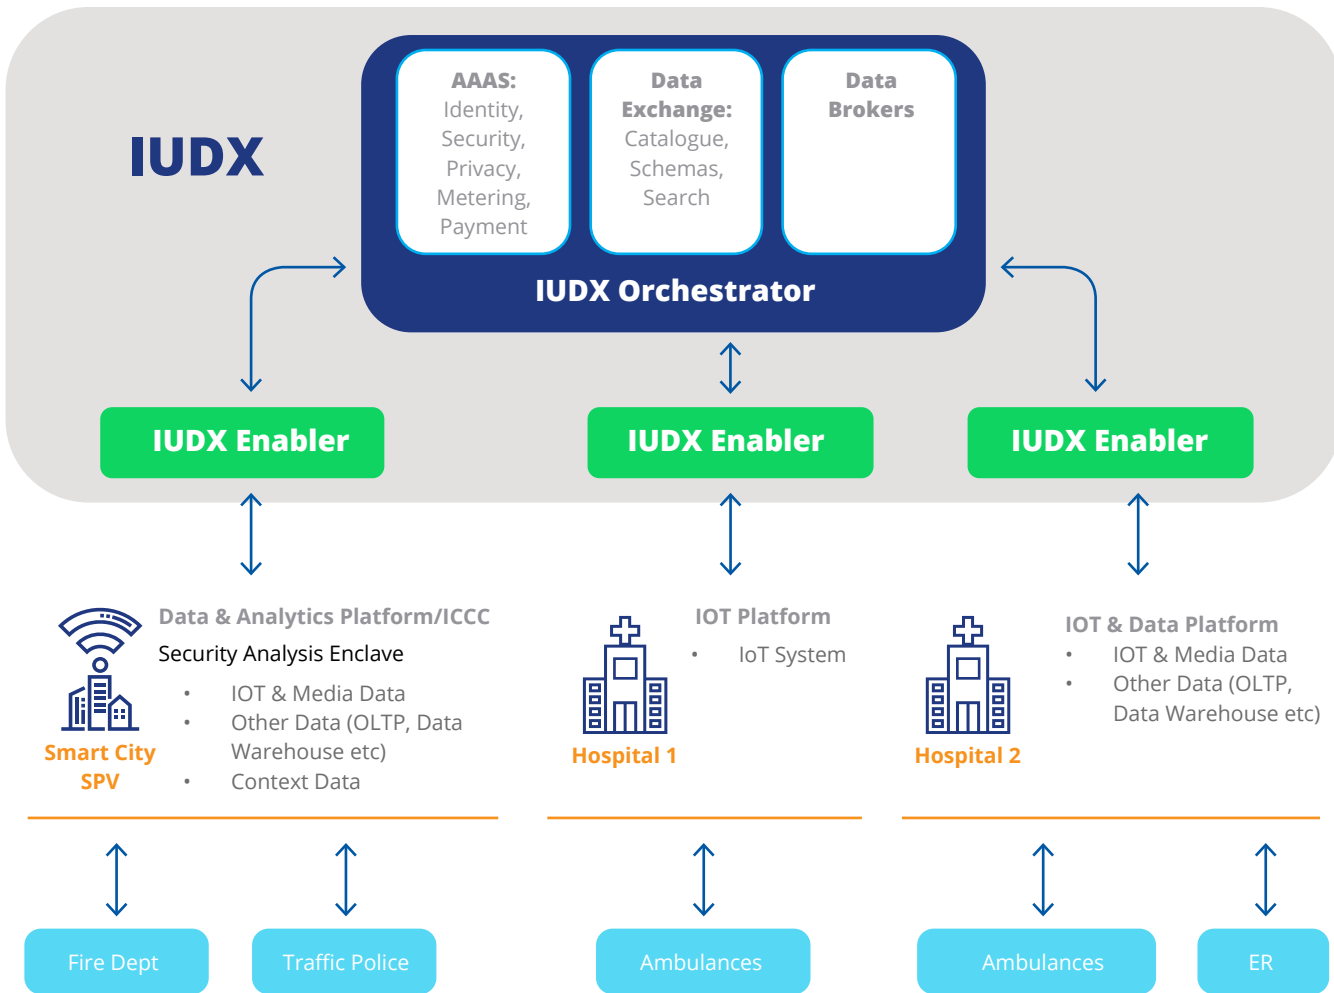 IUDX
AAAS:
Identity,
Security,
Privacy,
Metering,
Payment
Data
Exchange:
Catalogue,
Schemas,
Search
Data
Brokers
IUDX Orchestrator
IUDX Enabler
IUDX Enabler
IUDX Enabler
Smart City
SPV
Data & Analytics Platform/ICCC
Security Analysis Enclave
• IOT & Media Data
• Other Data (OLTP, Data
Warehouse etc)
• Context Data
Hospital 1
IOT Platform
• IoT System
Hospital 2
IOT & Data Platform
• IOT & Media Data
• Other Data (OLTP,
Data Warehouse etc)
Fire Dept
Traffic Police
Ambulances
Ambulances
ER